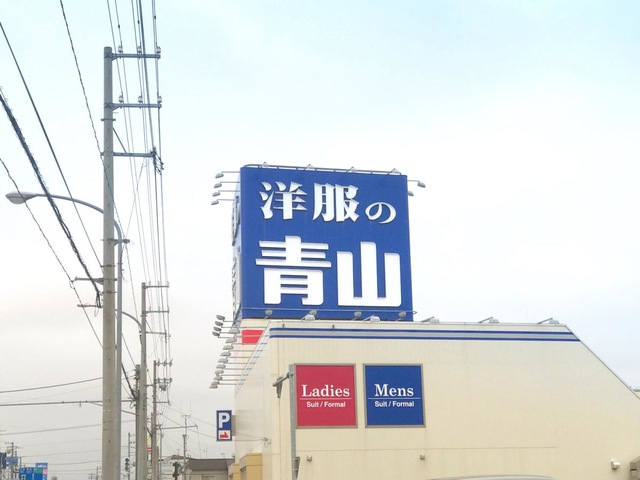 洋服の
青山
Ladies
Suit / Formal
Mens
Suit / Formal
P